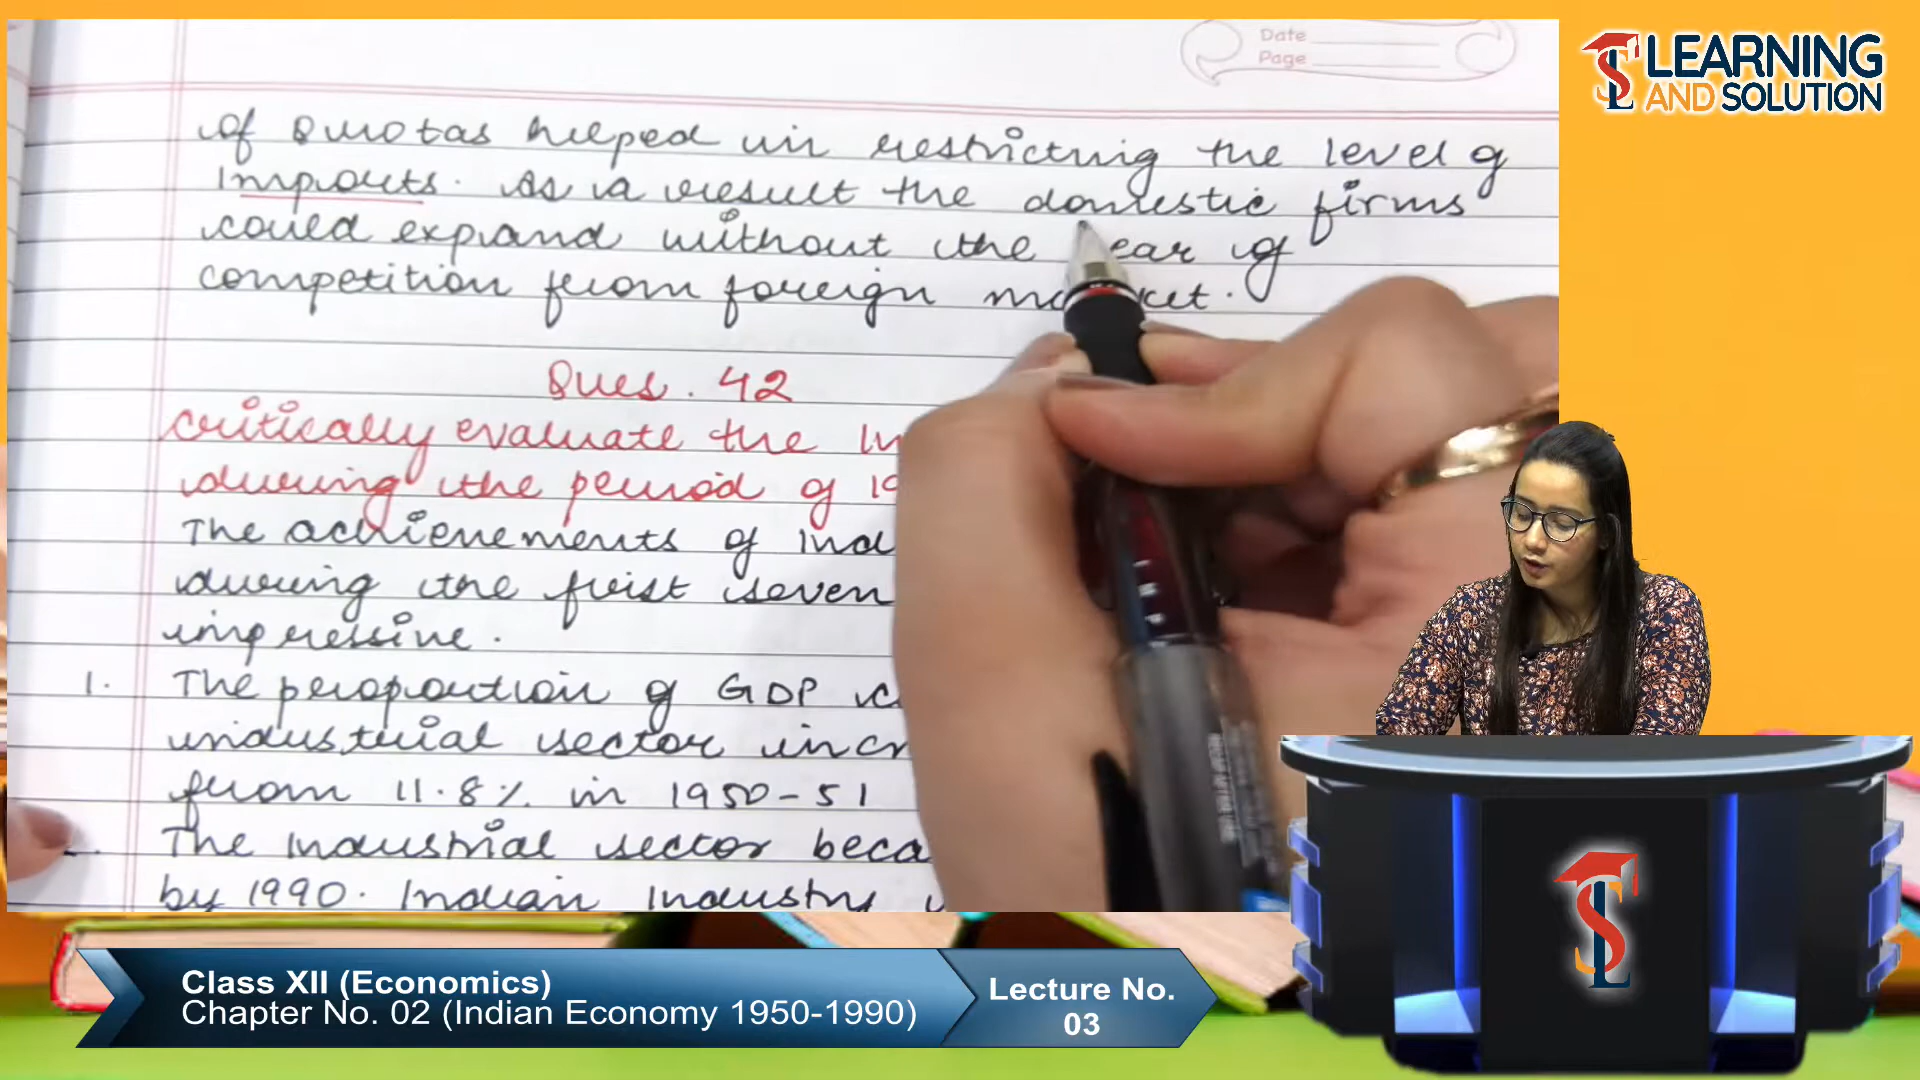 Date
Page
of Quotas helped in restricting the level of
Imports. As a result the domestic firms
could expand without the fear of
competition from foreign market.
Ques. 42
critically evaluate the
during the period of
The achievements of
during the first seven
impressive.
1. The proportion of GDP
industrial sector
from 11.8% in 1950-51
The Industrial sector
by 1990. Indian Industry
LEARNING
AND SOLUTION
Class XII (Economics)
Chapter No. 02 (Indian Economy 1950-1990)
Lecture No.
03